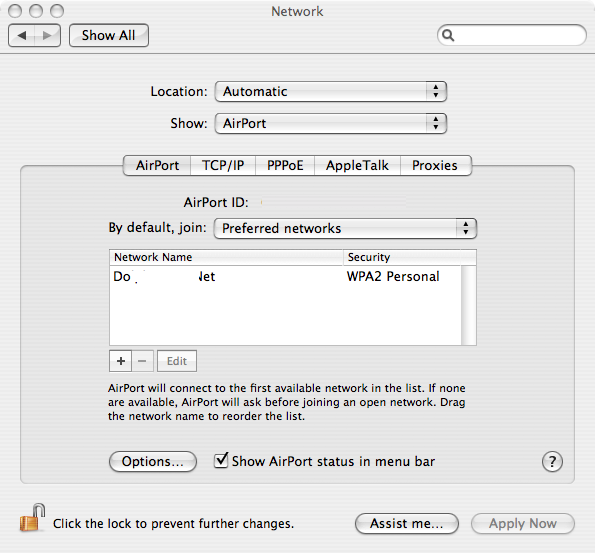 Network
Show All
Location: Automatic
Show: AirPort
AirPort TCP/IP PPPoE AppleTalk Proxies
AirPort ID:
By default, join: Preferred networks
Network Name Security
Do WPA2 Personal
+ − Edit
AirPort will connect to the first available network in the list. If none
are available, AirPort will ask before joining an open network. Drag
the network name to reorder the list.
Options... Show AirPort status in menu bar ?
Click the lock to prevent further changes. Assist me... Apply Now